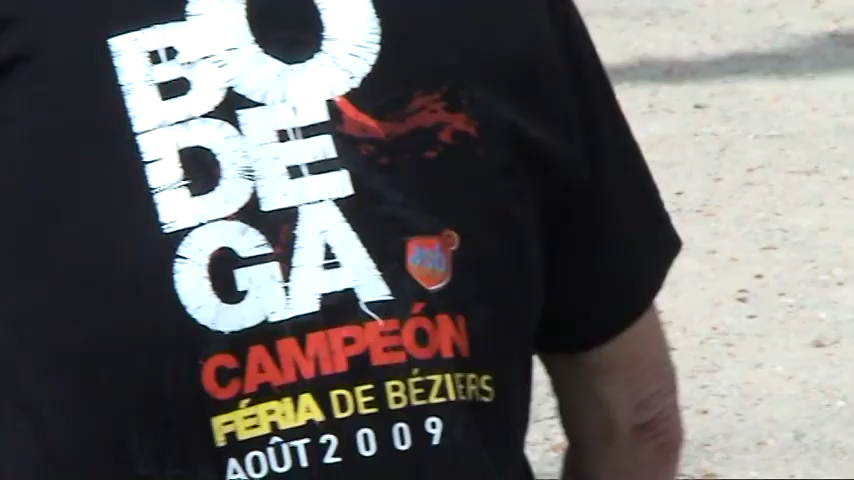 BO
DE
GA
CAMPEÓN
FÉRIA DE BÉZIERS
AOÛT 2009